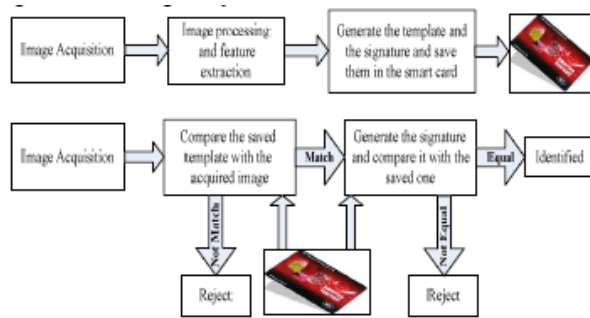 Image Acquisition
Image processing
and feature
extraction
Generate the template and
the signature and save
them in the smart card
Image Acquisition
Compare the saved
template with the
acquired image
Match
Generate the signature
and compare it with the
saved one
Equal
Identified
Not Match
Not Equal
Reject
Reject